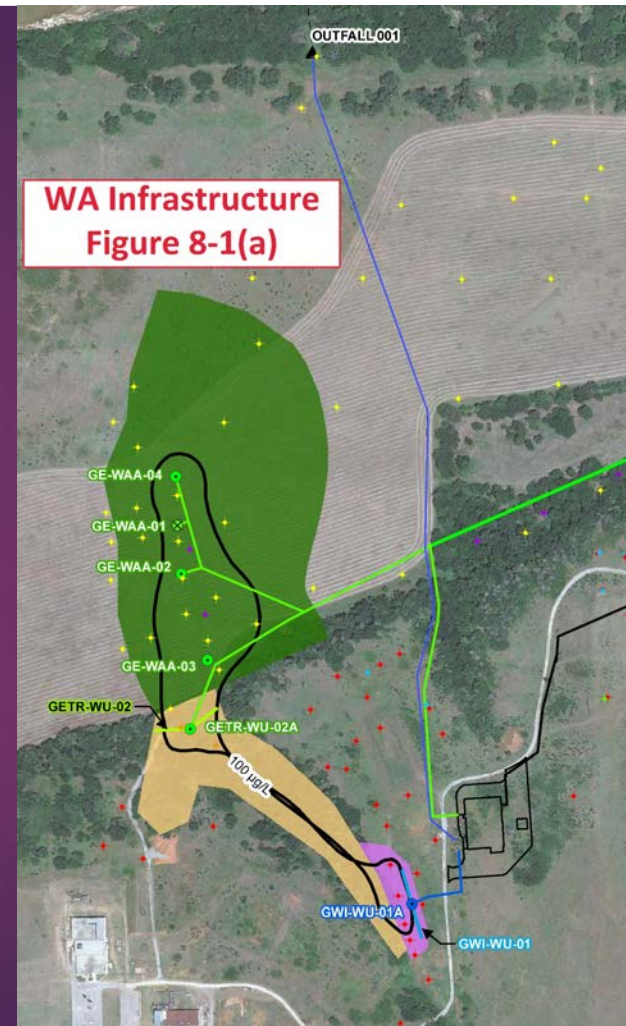 OUTFALL 001
WA Infrastructure
Figure 8-1(a)
GE-WAA-04
GE-WAA-01
GE-WAA-02
GE-WAA-03
GETR-WU-02
GETR-WU-02A
100 µg/L
GWI-WU-01A
GWI-WU-01